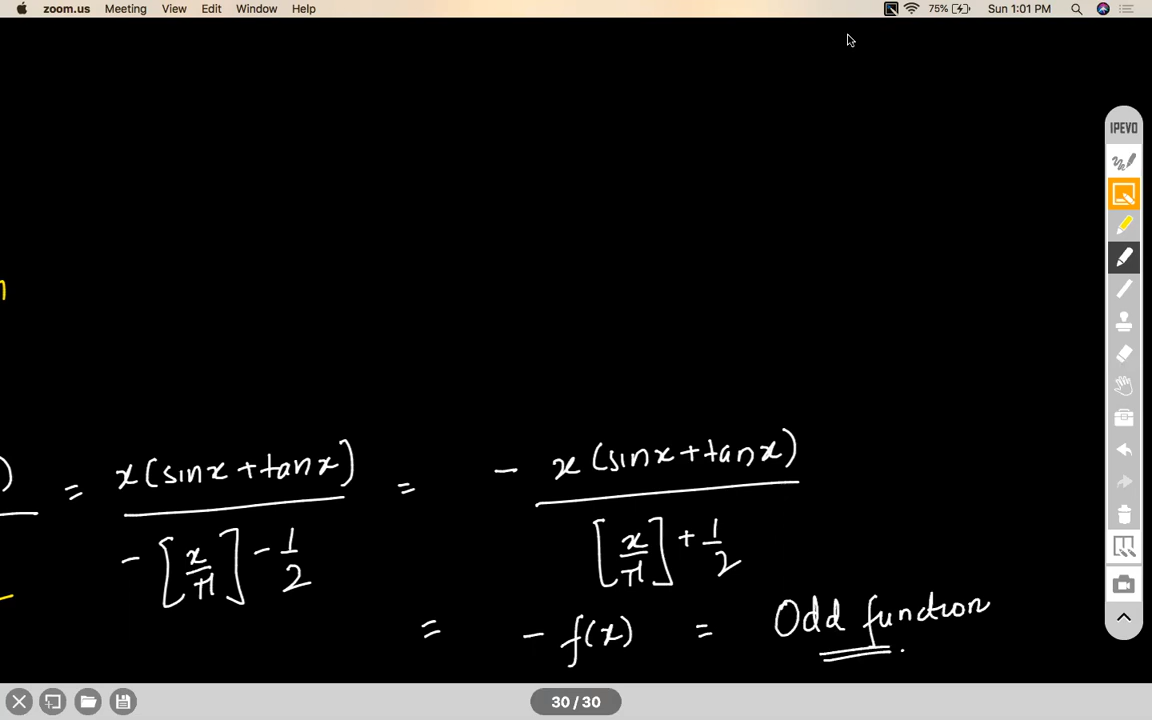 zoom.us Meeting View Edit Window Help 75% Sun 1:01 PM
IPEVO
n
) = x(sinx+tanx) / -[x/π] - 1/2 = - x(sinx+tanx) / [x/π] + 1/2
= - f(x) = Odd function.
30 / 30